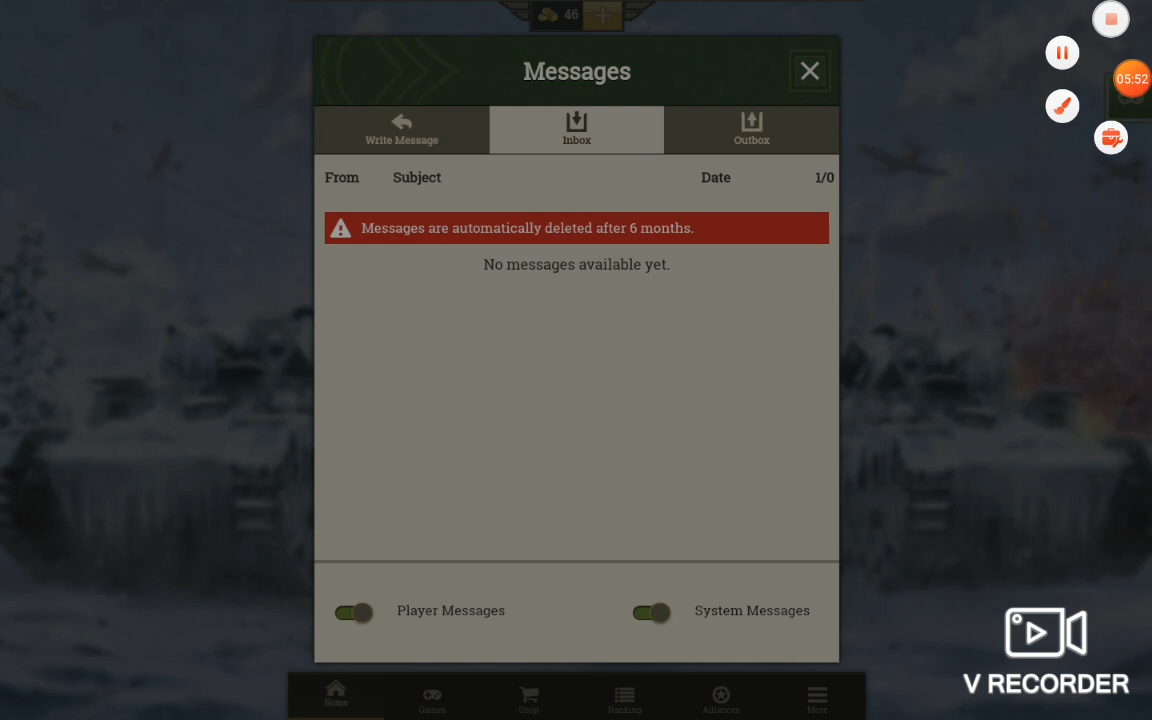 46
Messages
05:52
Write Message
Inbox
Outbox
From Subject Date 1/0
Messages are automatically deleted after 6 months.
No messages available yet.
Player Messages System Messages
V RECORDER
Home Games Shop Ranking Alliances More